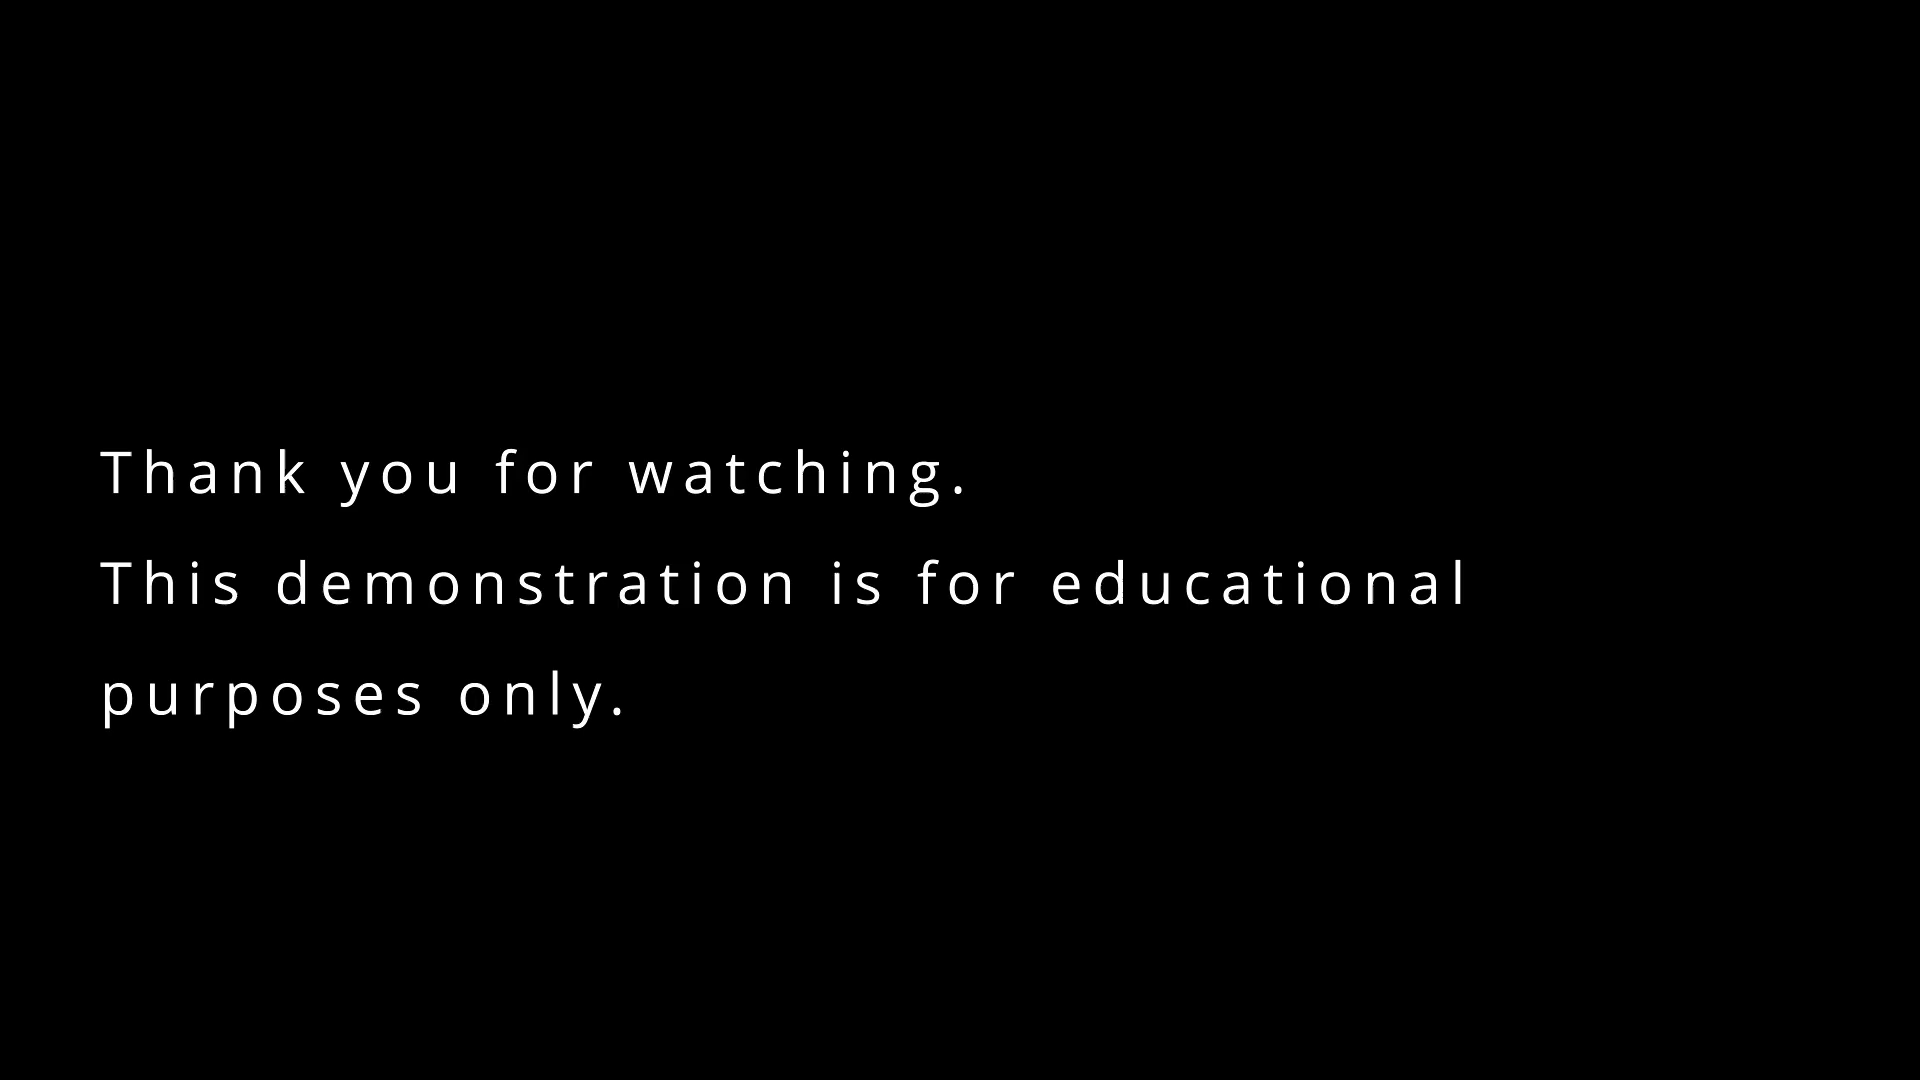 Thank you for watching.
This demonstration is for educational
purposes only.